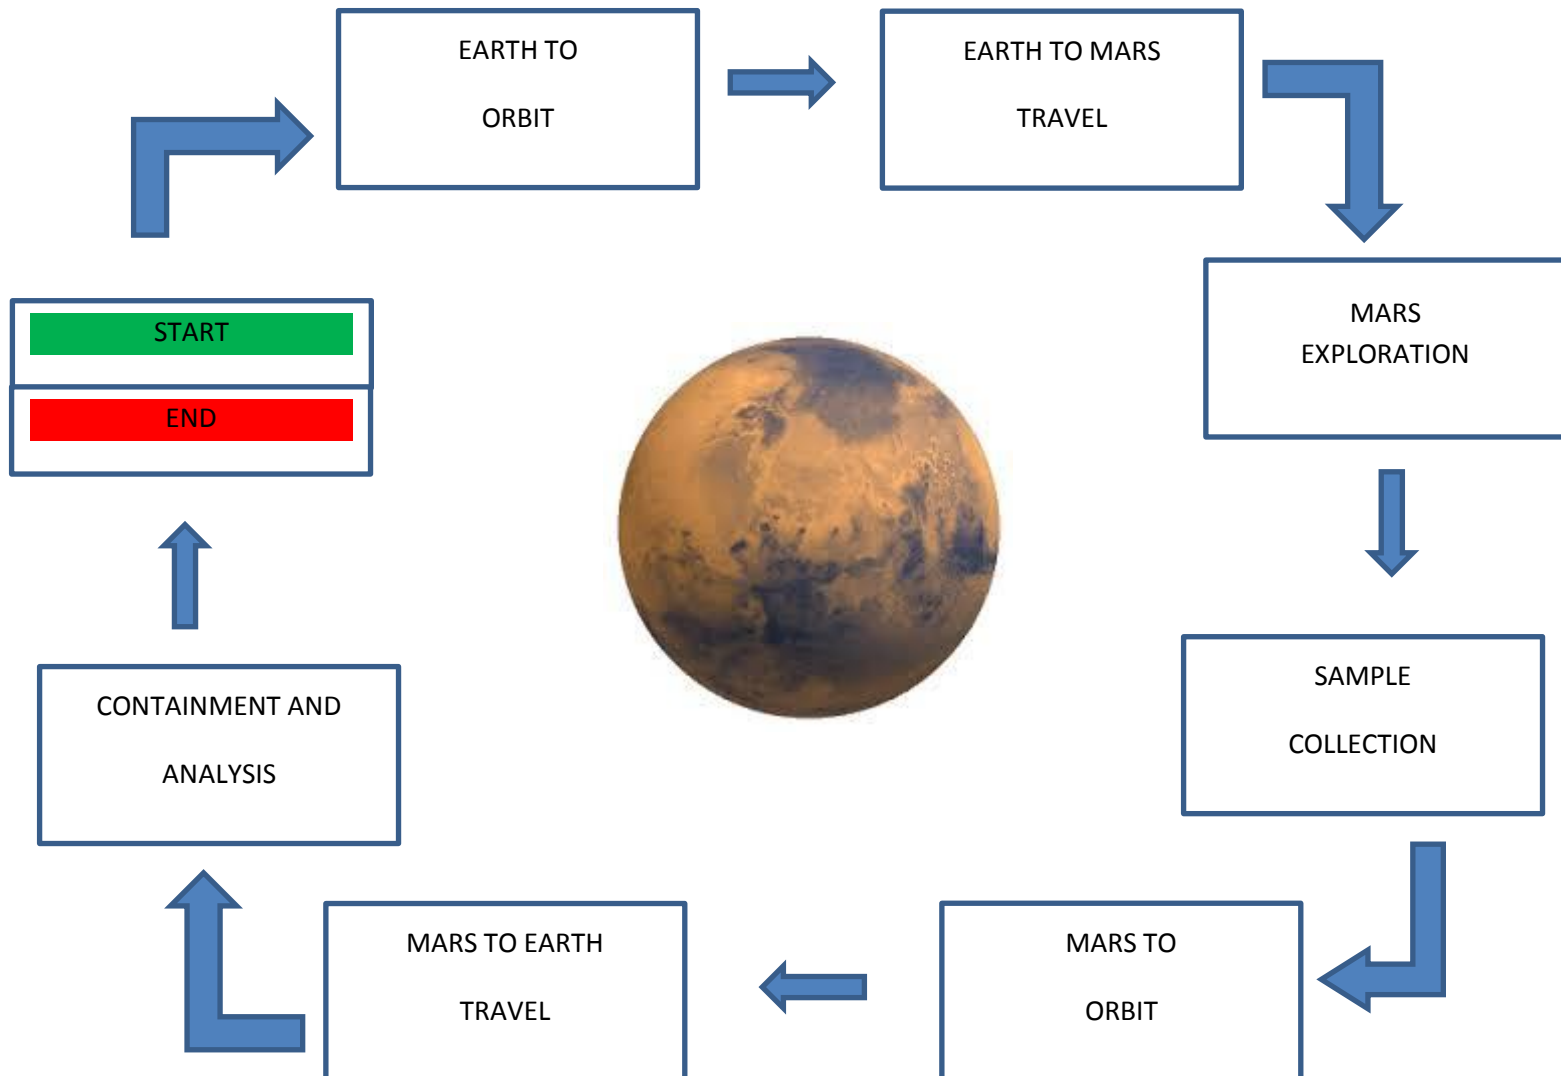 START
END
EARTH TO
ORBIT
EARTH TO MARS
TRAVEL
MARS
EXPLORATION
SAMPLE
COLLECTION
MARS TO
ORBIT
MARS TO EARTH
TRAVEL
CONTAINMENT AND
ANALYSIS